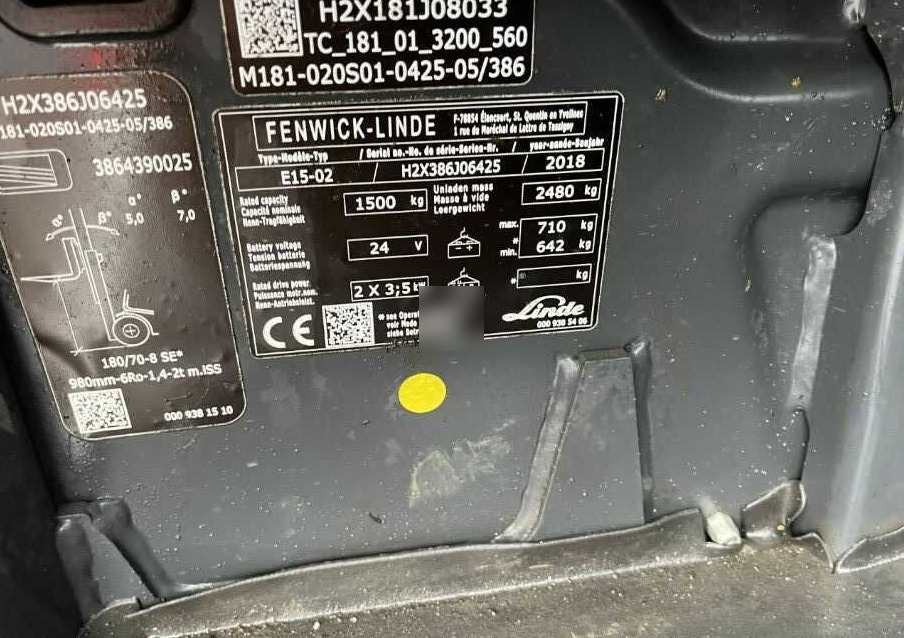 H2X181J08033
TC_181_01_3200_560
M181-020S01-0425-05/386
H2X386J06425
181-020S01-0425-05/386
3864390025
α° β°
5,0 7,0
α° β°
180/70-8 SE*
980mm-6Ro-1,4-2t m.ISS
000 938 15 10
FENWICK-LINDE
F-78854 Élancourt, St. Quentin en Yvelines
1 rue du Maréchal de Lattre de Tassigny
Type-Modèle-Typ / Serial no.-No. de série-Serien-Nr. / year-année-Baujahr
E15-02 / H2X386J06425 / 2018
Rated capacity
Capacité nominale
Nenn-Tragfähigkeit
1500 kg
Unladen mass
Masse à vide
Leergewicht
2480 kg
Battery voltage
Tension batterie
Batteriespannung
24 V
- +
max. 710 kg
*
min. 642 kg
Rated drive power
Puissance motr.nom.
Nenn-Antriebsleist.
2 X 3;5 kW
* kg
CE
* see Operat
voir Mode
siehe Bet
Linde
000 930 54 06